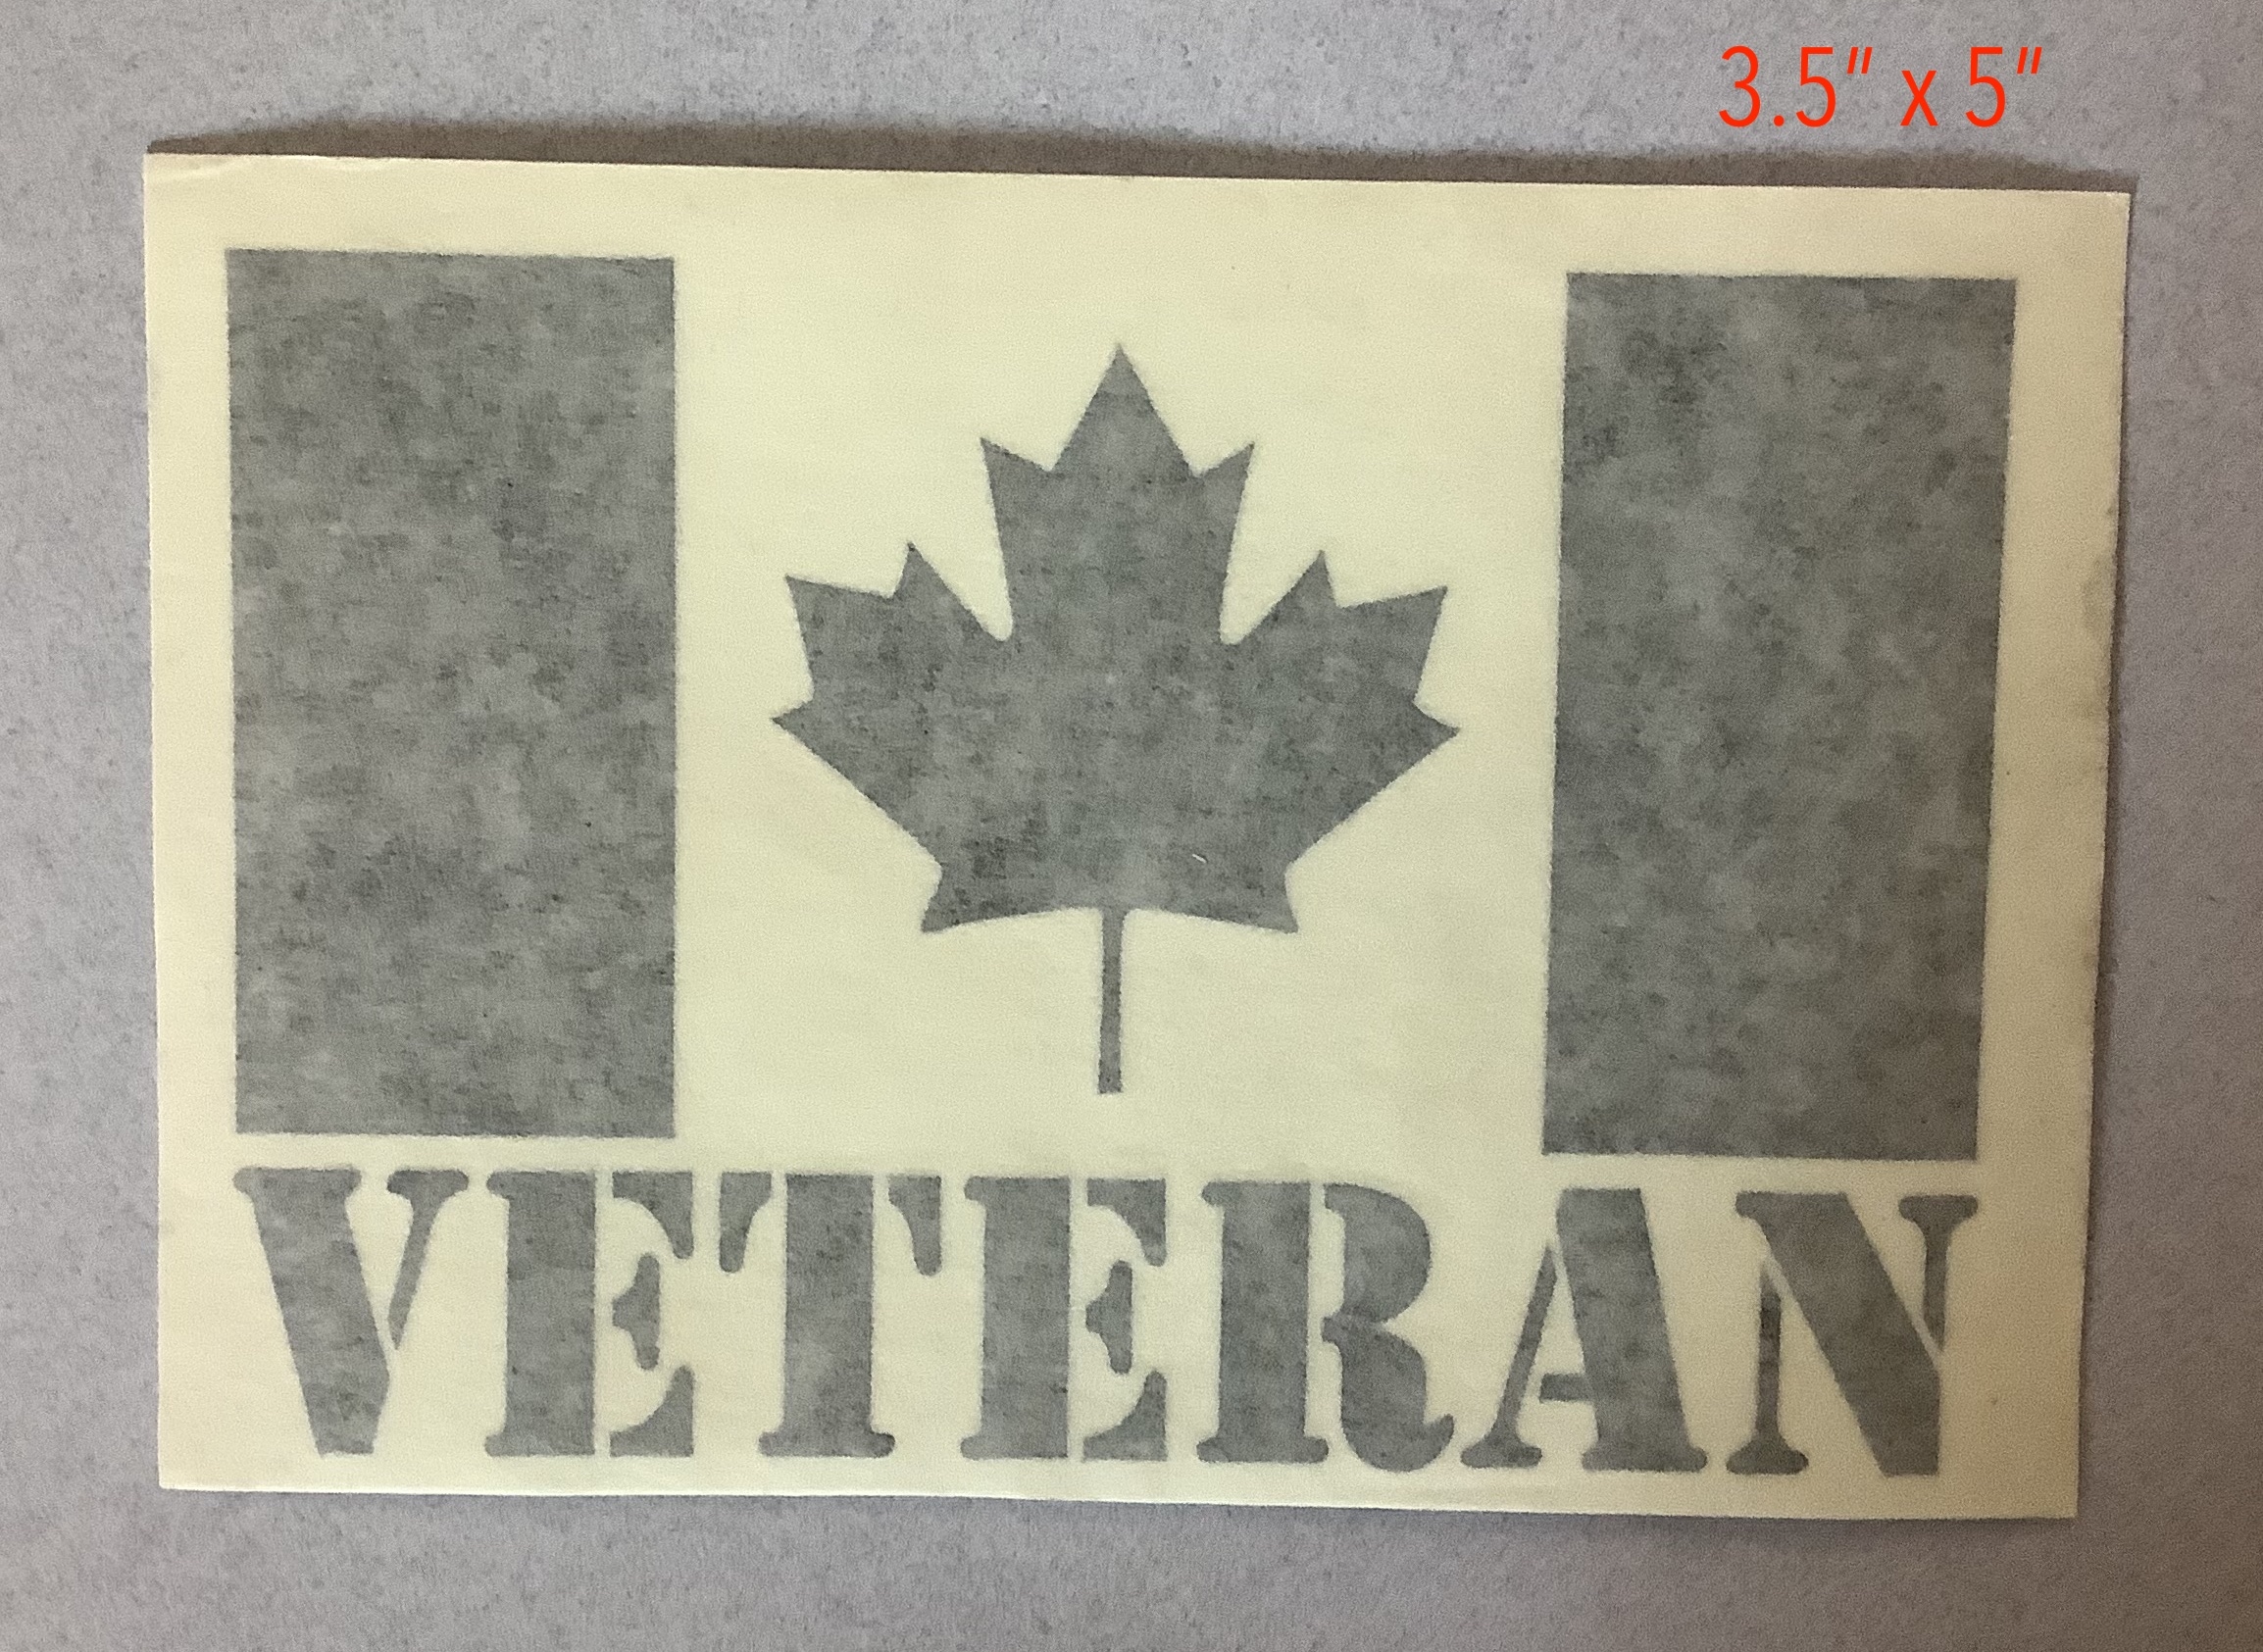 3.5" x 5"
VETERAN